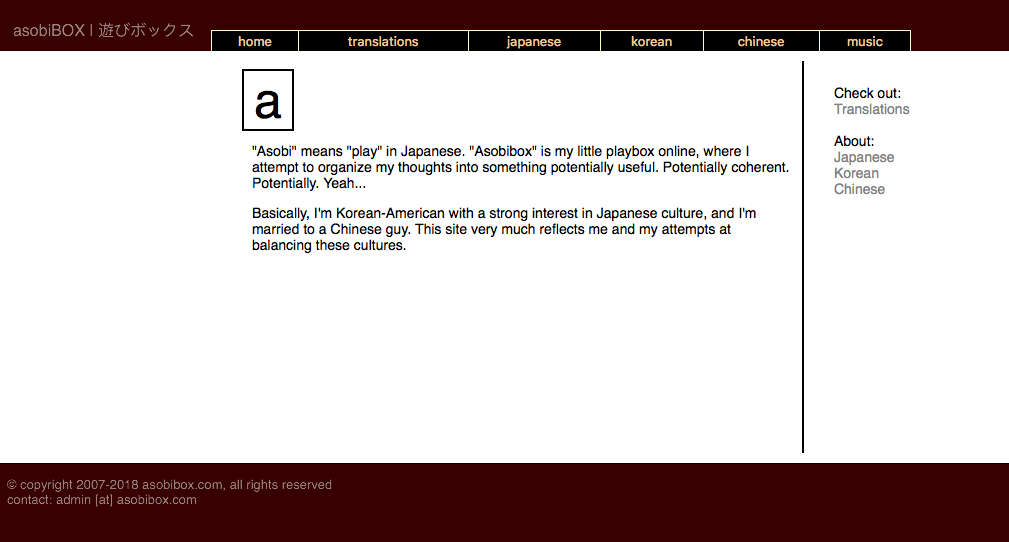 asobiBOX | 遊びボックス
home translations japanese korean chinese music
a
"Asobi" means "play" in Japanese. "Asobibox" is my little playbox online, where I
attempt to organize my thoughts into something potentially useful. Potentially coherent.
Potentially. Yeah...
Basically, I'm Korean-American with a strong interest in Japanese culture, and I'm
married to a Chinese guy. This site very much reflects me and my attempts at
balancing these cultures.
Check out:
Translations
About:
Japanese
Korean
Chinese
© copyright 2007-2018 asobibox.com, all rights reserved
contact: admin [at] asobibox.com